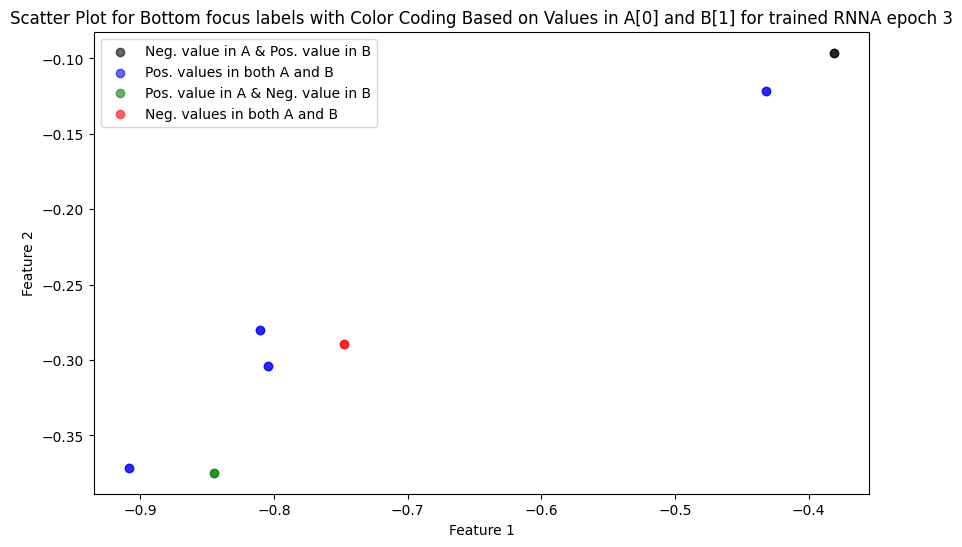 Scatter Plot for Bottom focus labels with Color Coding Based on Values in A[0] and B[1] for trained RNNA epoch 3
Neg. value in A & Pos. value in B
Pos. values in both A and B
Pos. value in A & Neg. value in B
Neg. values in both A and B
−0.10
−0.15
−0.20
−0.25
−0.30
−0.35
Feature 2
−0.9
−0.8
−0.7
−0.6
−0.5
−0.4
Feature 1